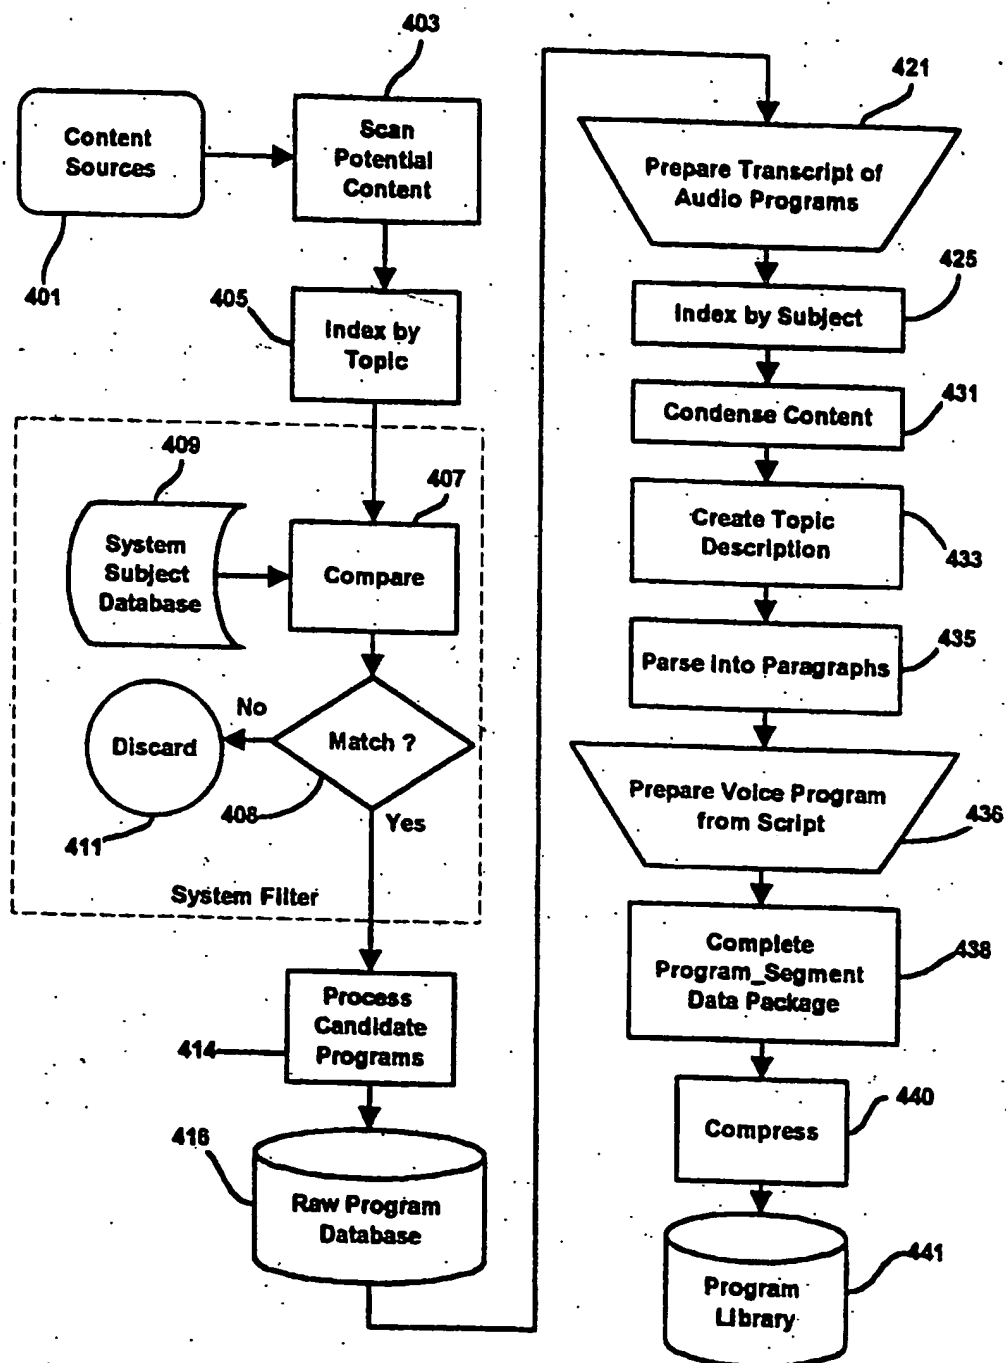 403
Content
Sources
401
Scan
Potential
Content
405
Index by
Topic
409
System
Subject
Database
407
Compare
No
Discard
411
Match ?
408
Yes
System Filter
Process
Candidate
Programs
414
416
Raw Program
Database
421
Prepare Transcript of
Audio Programs
425
Index by Subject
Condense Content
431
Create Topic
Description
433
Parse into Paragraphs
435
Prepare Voice Program
from Script
436
Complete
Program_Segment
Data Package
438
Compress
440
Program
Library
441